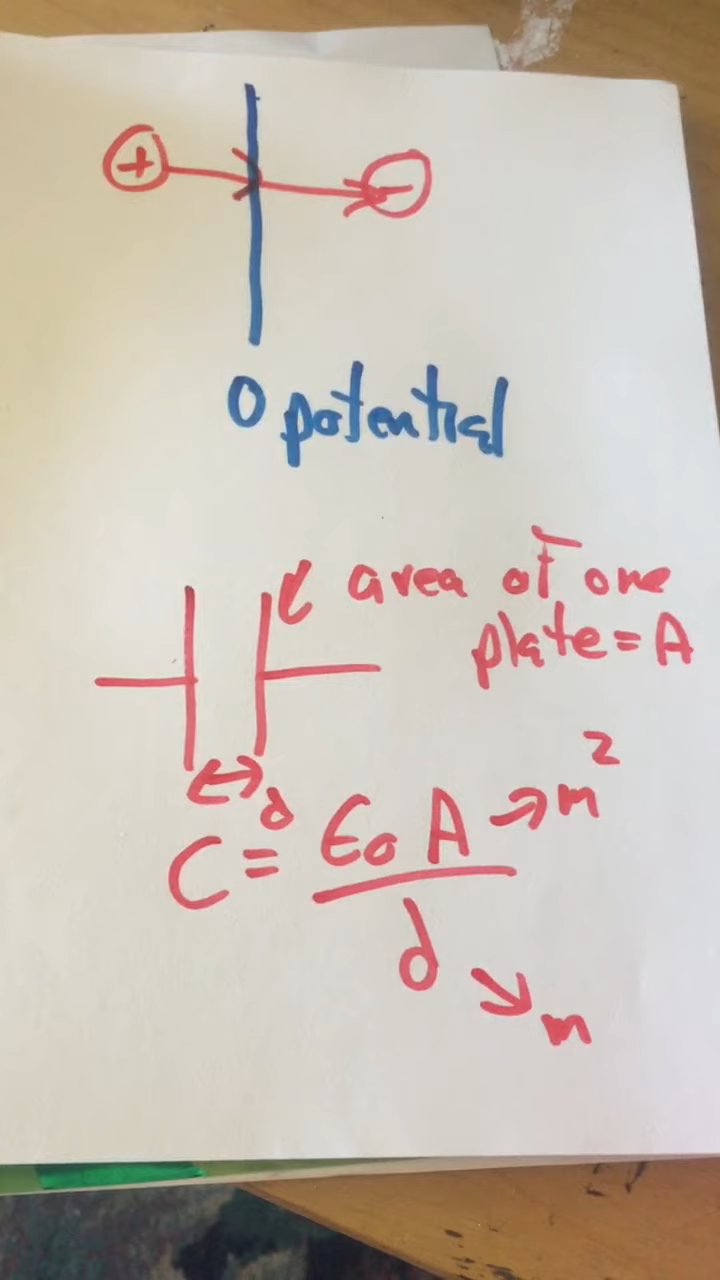 + −
0 potential
area of one
plate = A
d
C = ε₀ A → m²
d
m